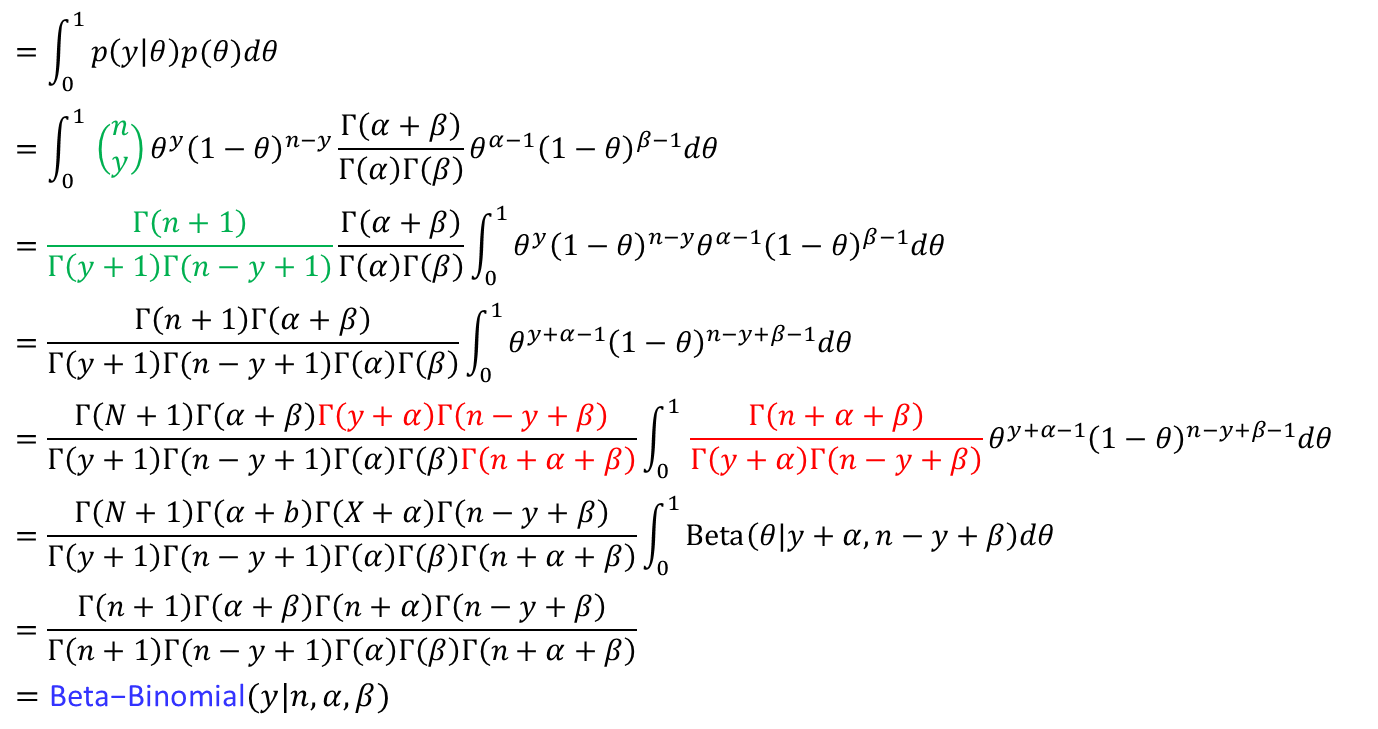 = ∫₀¹ p(y|θ)p(θ)dθ
= ∫₀¹ (n y) θ^y (1 − θ)^{n−y} Γ(α + β) / Γ(α)Γ(β) θ^{α−1} (1 − θ)^{β−1} dθ
= Γ(n + 1) / Γ(y + 1)Γ(n − y + 1) Γ(α + β) / Γ(α)Γ(β) ∫₀¹ θ^y (1 − θ)^{n−y} θ^{α−1} (1 − θ)^{β−1} dθ
= Γ(n + 1)Γ(α + β) / Γ(y + 1)Γ(n − y + 1)Γ(α)Γ(β) ∫₀¹ θ^{y+α−1} (1 − θ)^{n−y+β−1} dθ
= Γ(N + 1)Γ(α + β)Γ(y + α)Γ(n − y + β) / Γ(y + 1)Γ(n − y + 1)Γ(α)Γ(β)Γ(n + α + β) ∫₀¹ Γ(n + α + β) / Γ(y + α)Γ(n − y + β) θ^{y+α−1} (1 − θ)^{n−y+β−1} dθ
= Γ(N + 1)Γ(α + b)Γ(X + α)Γ(n − y + β) / Γ(y + 1)Γ(n − y + 1)Γ(α)Γ(β)Γ(n + α + β) ∫₀¹ Beta(θ|y + α, n − y + β)dθ
= Γ(n + 1)Γ(α + β)Γ(n + α)Γ(n − y + β) / Γ(n + 1)Γ(n − y + 1)Γ(α)Γ(β)Γ(n + α + β)
= Beta−Binomial(y|n, α, β)